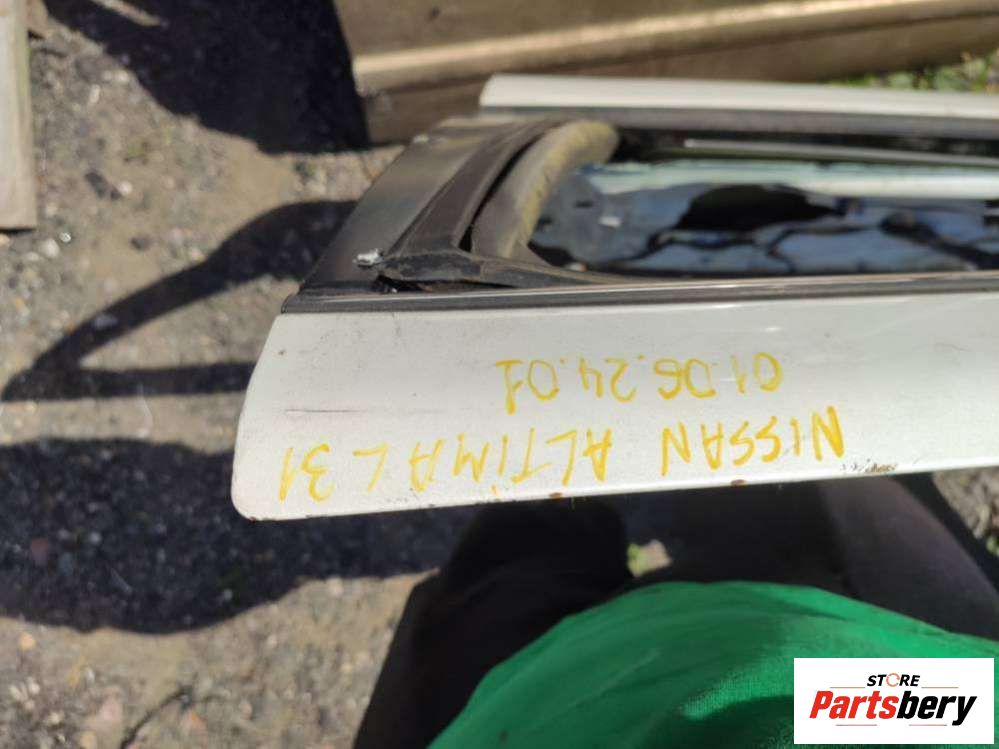 NISSAN ALTIMA L31
01.06.24.01
STORE
Partsbery